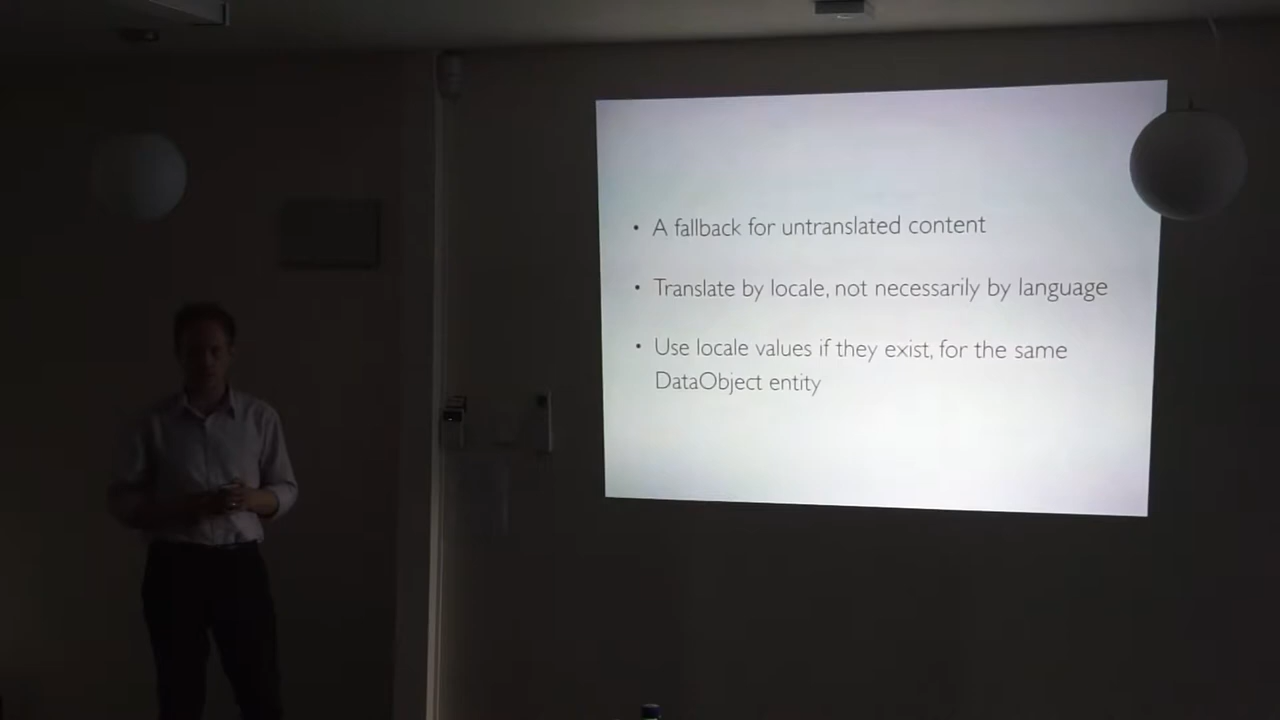 • A fallback for untranslated content
• Translate by locale, not necessarily by language
• Use locale values if they exist, for the same
DataObject entity